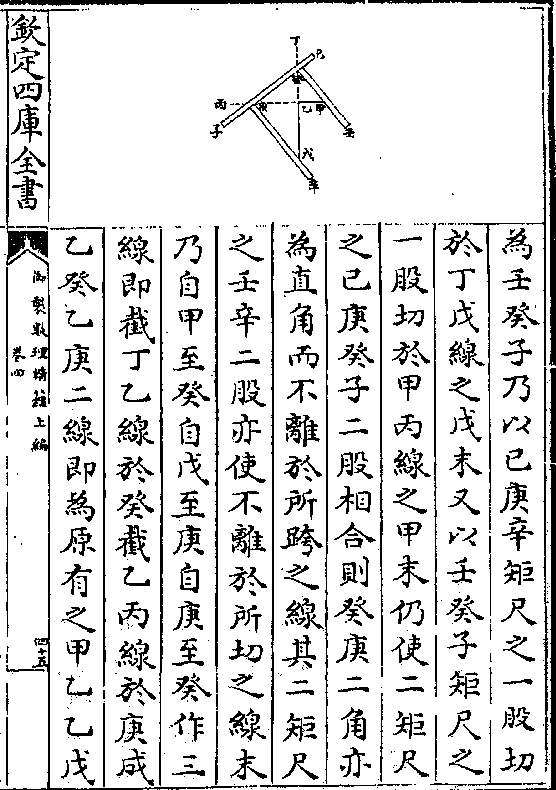 丁
己
癸
丙
庚
乙
甲
子
壬
戊
辛
為壬癸子乃以己庚辛矩尺之一股切
於丁戊線之戊末又以壬癸子矩尺之
一股切於甲丙線之甲末仍使二矩尺
之己庚癸子二股相合則癸庚二角亦
為直角而不離於所跨之線其二矩尺
之壬辛二股亦使不離於所切之線末
乃自甲至癸自戊至庚自庚至癸作三
線即截丁乙線於癸截乙丙線於庚成
乙癸乙庚二線即為原有之甲乙乙戊
欽定四庫全書
御製數理精蘊上編
卷四
四十五